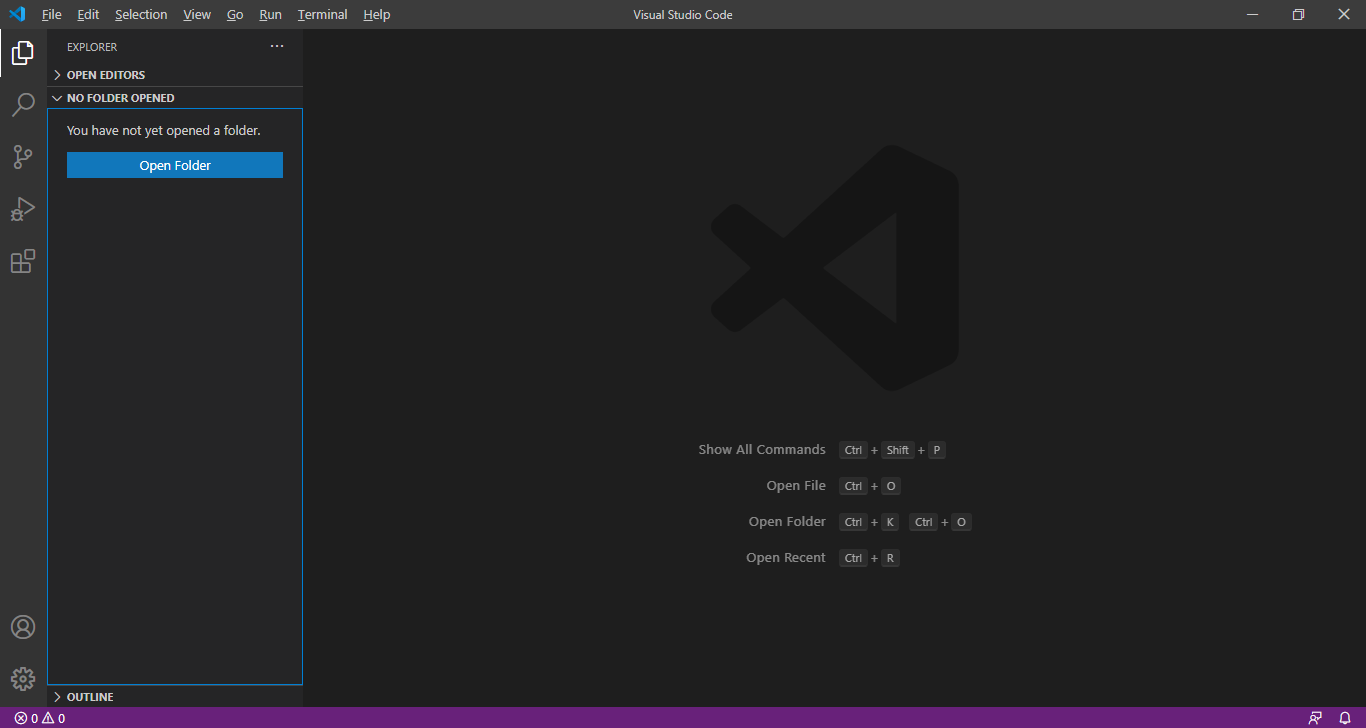 File Edit Selection View Go Run Terminal Help Visual Studio Code
EXPLORER
OPEN EDITORS
NO FOLDER OPENED
You have not yet opened a folder.
Open Folder
Show All Commands Ctrl + Shift + P
Open File Ctrl + O
Open Folder Ctrl + K Ctrl + O
Open Recent Ctrl + R
OUTLINE
0 0